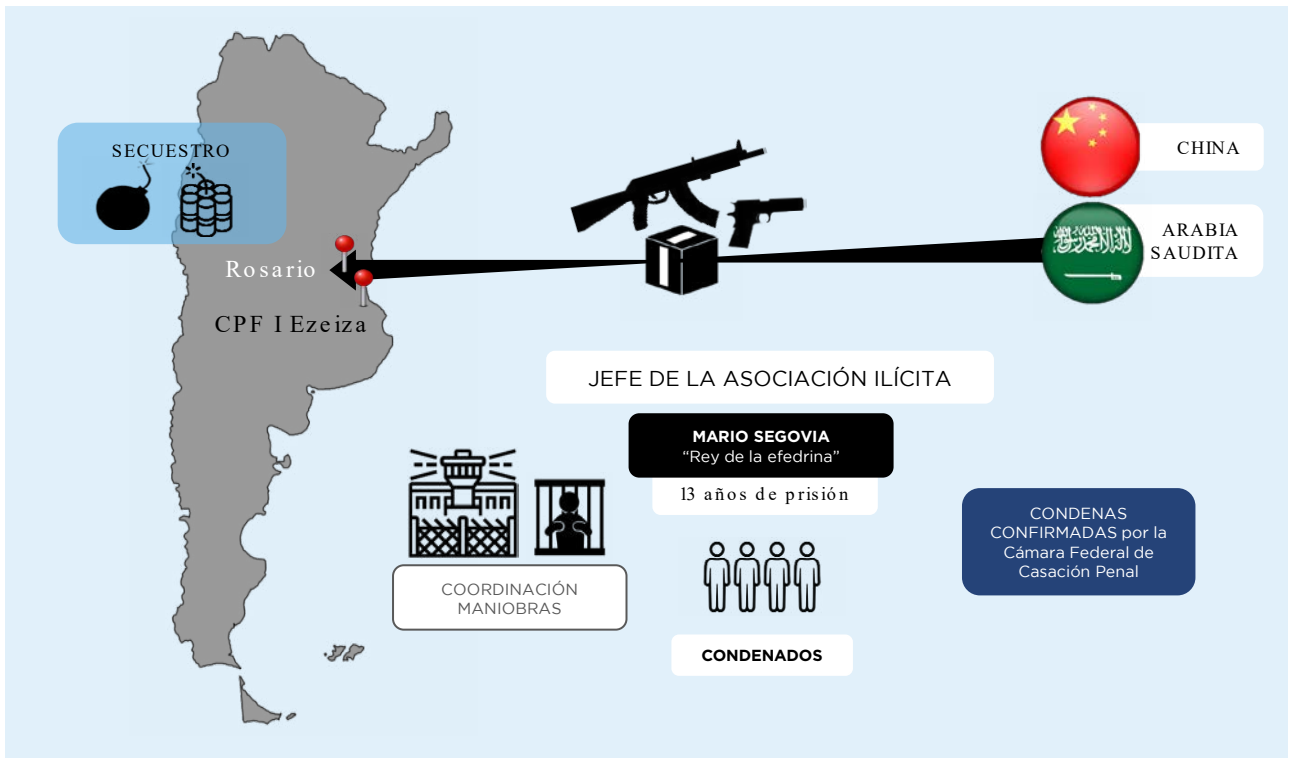 SECUESTRO
CHINA
ARABIA
SAUDITA
Rosario
CPF I Ezeiza
JEFE DE LA ASOCIACIÓN ILÍCITA
MARIO SEGOVIA
“Rey de la efedrina”
13 años de prisión
COORDINACIÓN
MANIOBRAS
CONDENADOS
CONDENAS
CONFIRMADAS por la
Cámara Federal de
Casación Penal